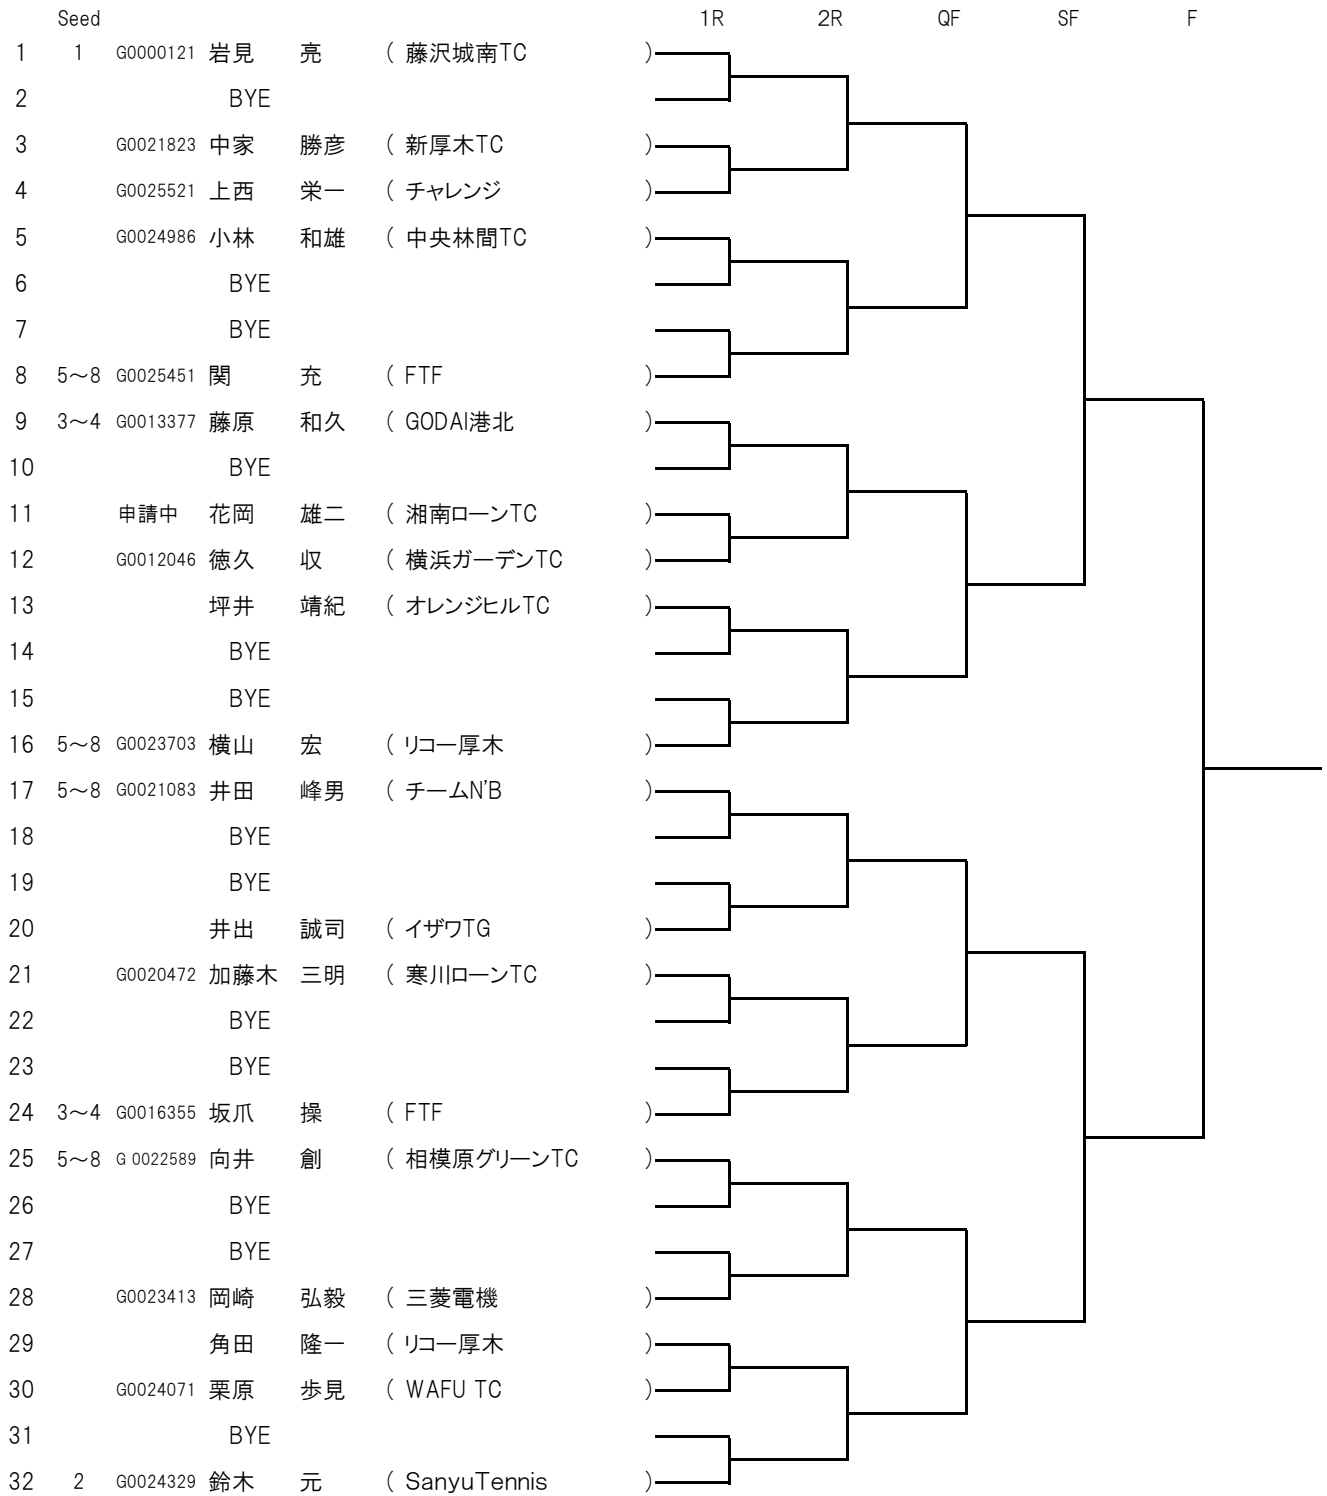 Seed 1R 2R QF SF F
1 1 G0000121 岩見 亮 ( 藤沢城南TC )
2 BYE
3 G0021823 中家 勝彦 ( 新厚木TC )
4 G0025521 上西 栄一 ( チャレンジ )
5 G0024986 小林 和雄 ( 中央林間TC )
6 BYE
7 BYE
8 5～8 G0025451 関 充 ( FTF )
9 3～4 G0013377 藤原 和久 ( GODAI港北 )
10 BYE
11 申請中 花岡 雄二 ( 湘南ローンTC )
12 G0012046 徳久 収 ( 横浜ガーデンTC )
13 坪井 靖紀 ( オレンジヒルTC )
14 BYE
15 BYE
16 5～8 G0023703 横山 宏 ( リコー厚木 )
17 5～8 G0021083 井田 峰男 ( チームN'B )
18 BYE
19 BYE
20 井出 誠司 ( イザワTG )
21 G0020472 加藤木 三明 ( 寒川ローンTC )
22 BYE
23 BYE
24 3～4 G0016355 坂爪 操 ( FTF )
25 5～8 G 0022589 向井 創 ( 相模原グリーンTC )
26 BYE
27 BYE
28 G0023413 岡崎 弘毅 ( 三菱電機 )
29 角田 隆一 ( リコー厚木 )
30 G0024071 栗原 歩見 ( WAFU TC )
31 BYE
32 2 G0024329 鈴木 元 ( SanyuTennis )